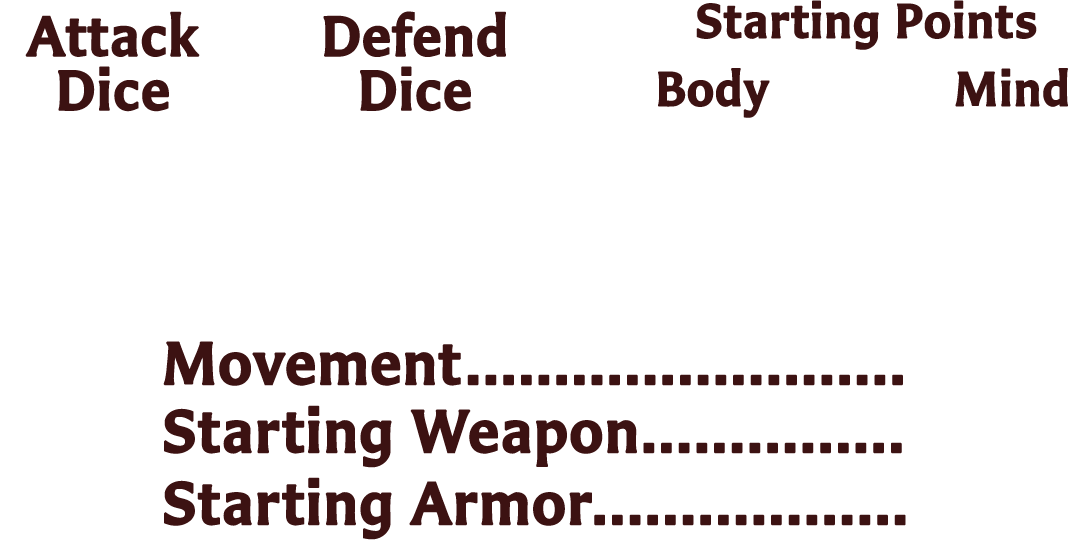 Attack Dice
Defend Dice
Starting Points
Body Mind
Movement.........................
Starting Weapon...............
Starting Armor..................